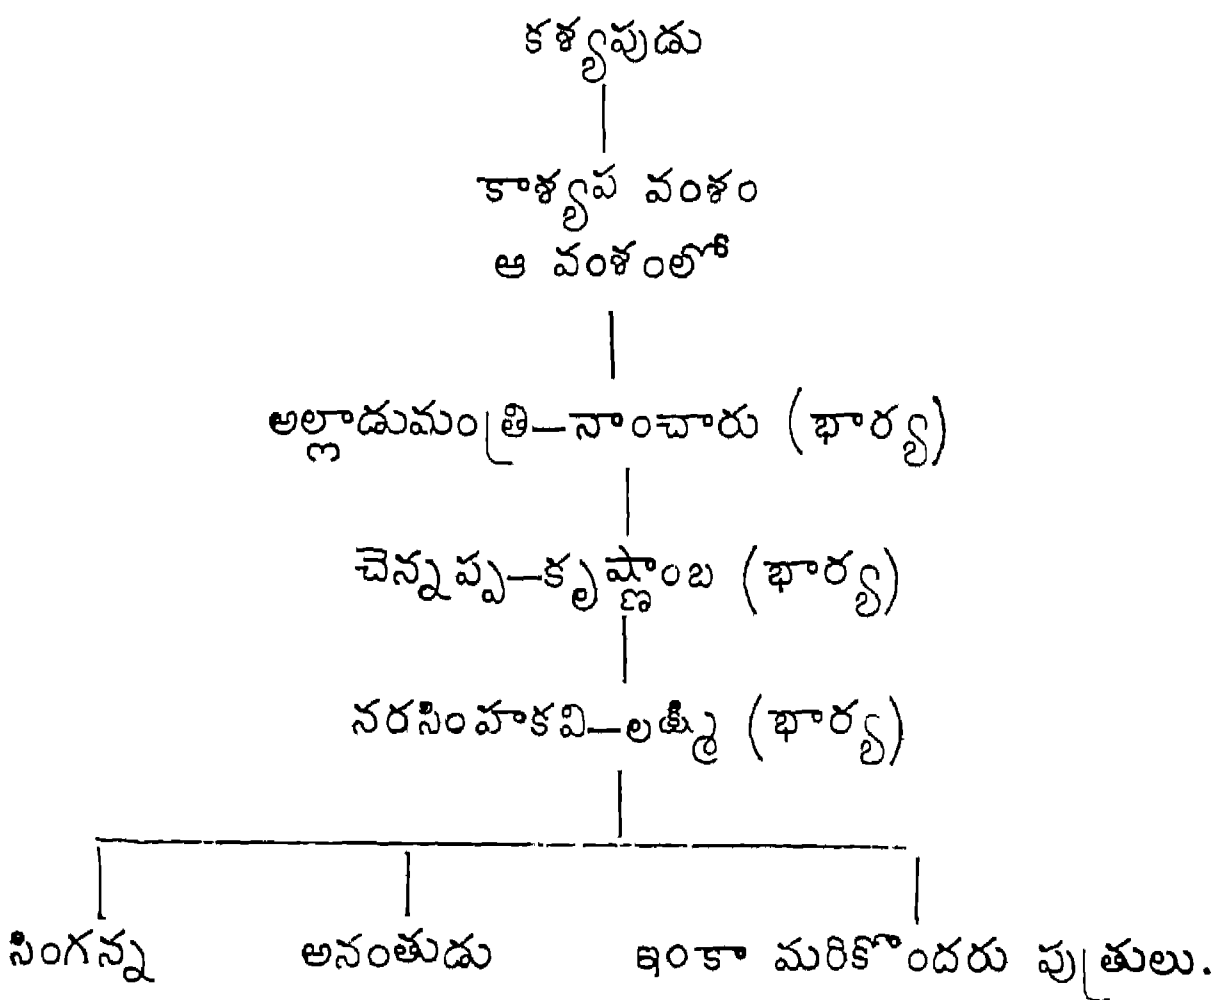 కశ్యపుడు
కాశ్యప వంశం
ఆ వంశంలో
అల్లాడుమంత్రి–నాంచారు (భార్య)
చెన్నప్ప–కృష్ణాంబ (భార్య)
నరసింహకవి–లక్ష్మి (భార్య)
సింగన్న అనంతుడు ఇంకా మరికొందరు పుత్రులు.